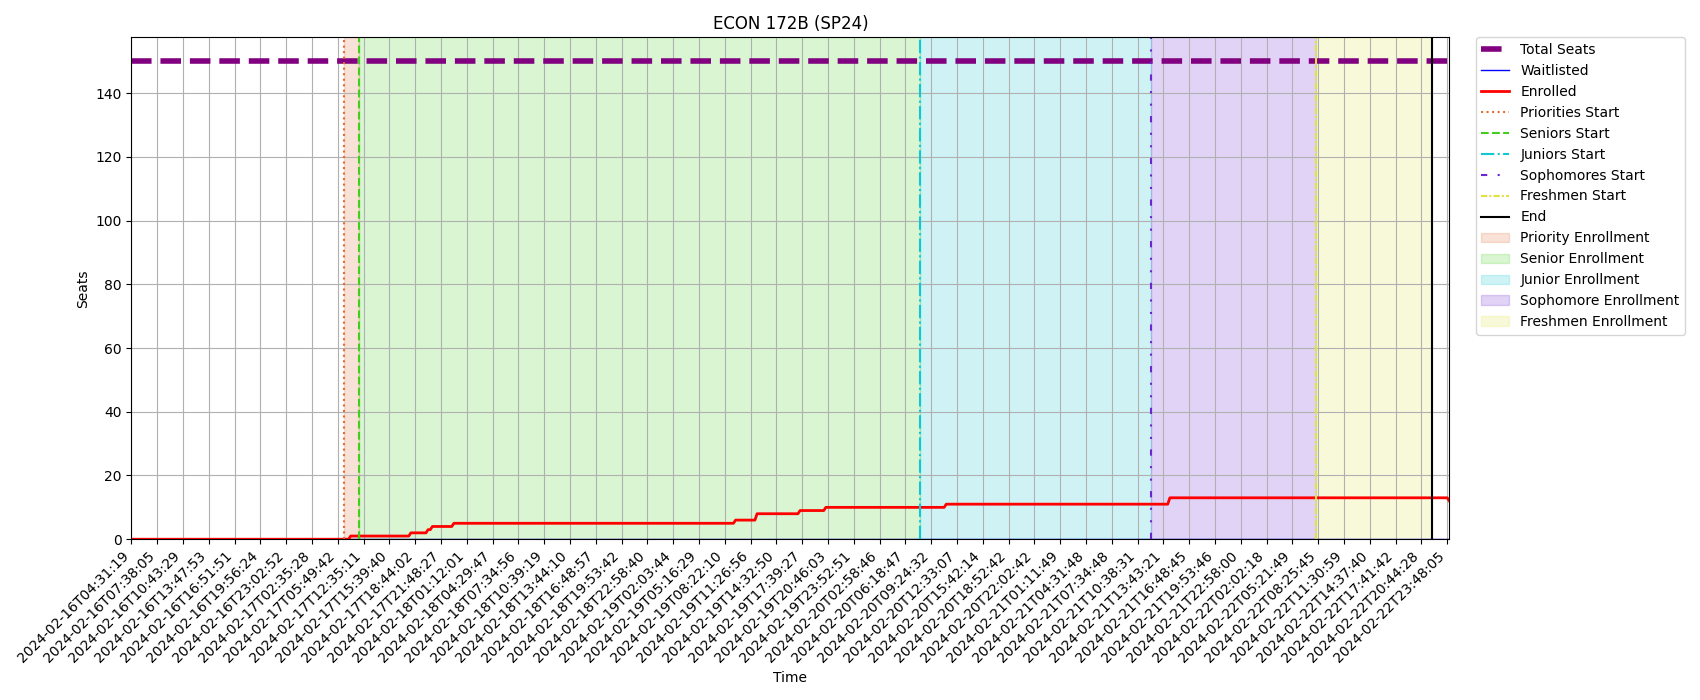 ECON 172B (SP24)
Seats
140
120
100
80
60
40
20
0
2024-02-16T04:31:19
2024-02-16T07:38:05
2024-02-16T10:43:29
2024-02-16T13:47:53
2024-02-16T16:51:51
2024-02-16T19:56:24
2024-02-16T23:02:52
2024-02-17T02:35:28
2024-02-17T05:49:42
2024-02-17T12:35:11
2024-02-17T15:39:40
2024-02-17T18:44:02
2024-02-17T21:48:27
2024-02-18T01:12:01
2024-02-18T04:29:47
2024-02-18T07:34:56
2024-02-18T10:39:19
2024-02-18T13:44:10
2024-02-18T16:48:57
2024-02-18T19:53:42
2024-02-18T22:58:40
2024-02-19T02:03:44
2024-02-19T05:16:29
2024-02-19T08:22:10
2024-02-19T11:26:56
2024-02-19T14:32:50
2024-02-19T17:39:27
2024-02-19T20:46:03
2024-02-19T23:52:51
2024-02-20T02:58:46
2024-02-20T06:18:47
2024-02-20T09:24:32
2024-02-20T12:33:07
2024-02-20T15:42:14
2024-02-20T18:52:42
2024-02-20T22:02:42
2024-02-21T01:11:49
2024-02-21T04:31:48
2024-02-21T07:34:48
2024-02-21T10:38:31
2024-02-21T13:43:21
2024-02-21T16:48:45
2024-02-21T19:53:46
2024-02-21T22:58:00
2024-02-22T02:02:18
2024-02-22T05:21:49
2024-02-22T08:25:45
2024-02-22T11:30:59
2024-02-22T14:37:40
2024-02-22T17:41:42
2024-02-22T20:44:28
2024-02-22T23:48:05
Time
Total Seats
Waitlisted
Enrolled
Priorities Start
Seniors Start
Juniors Start
Sophomores Start
Freshmen Start
End
Priority Enrollment
Senior Enrollment
Junior Enrollment
Sophomore Enrollment
Freshmen Enrollment